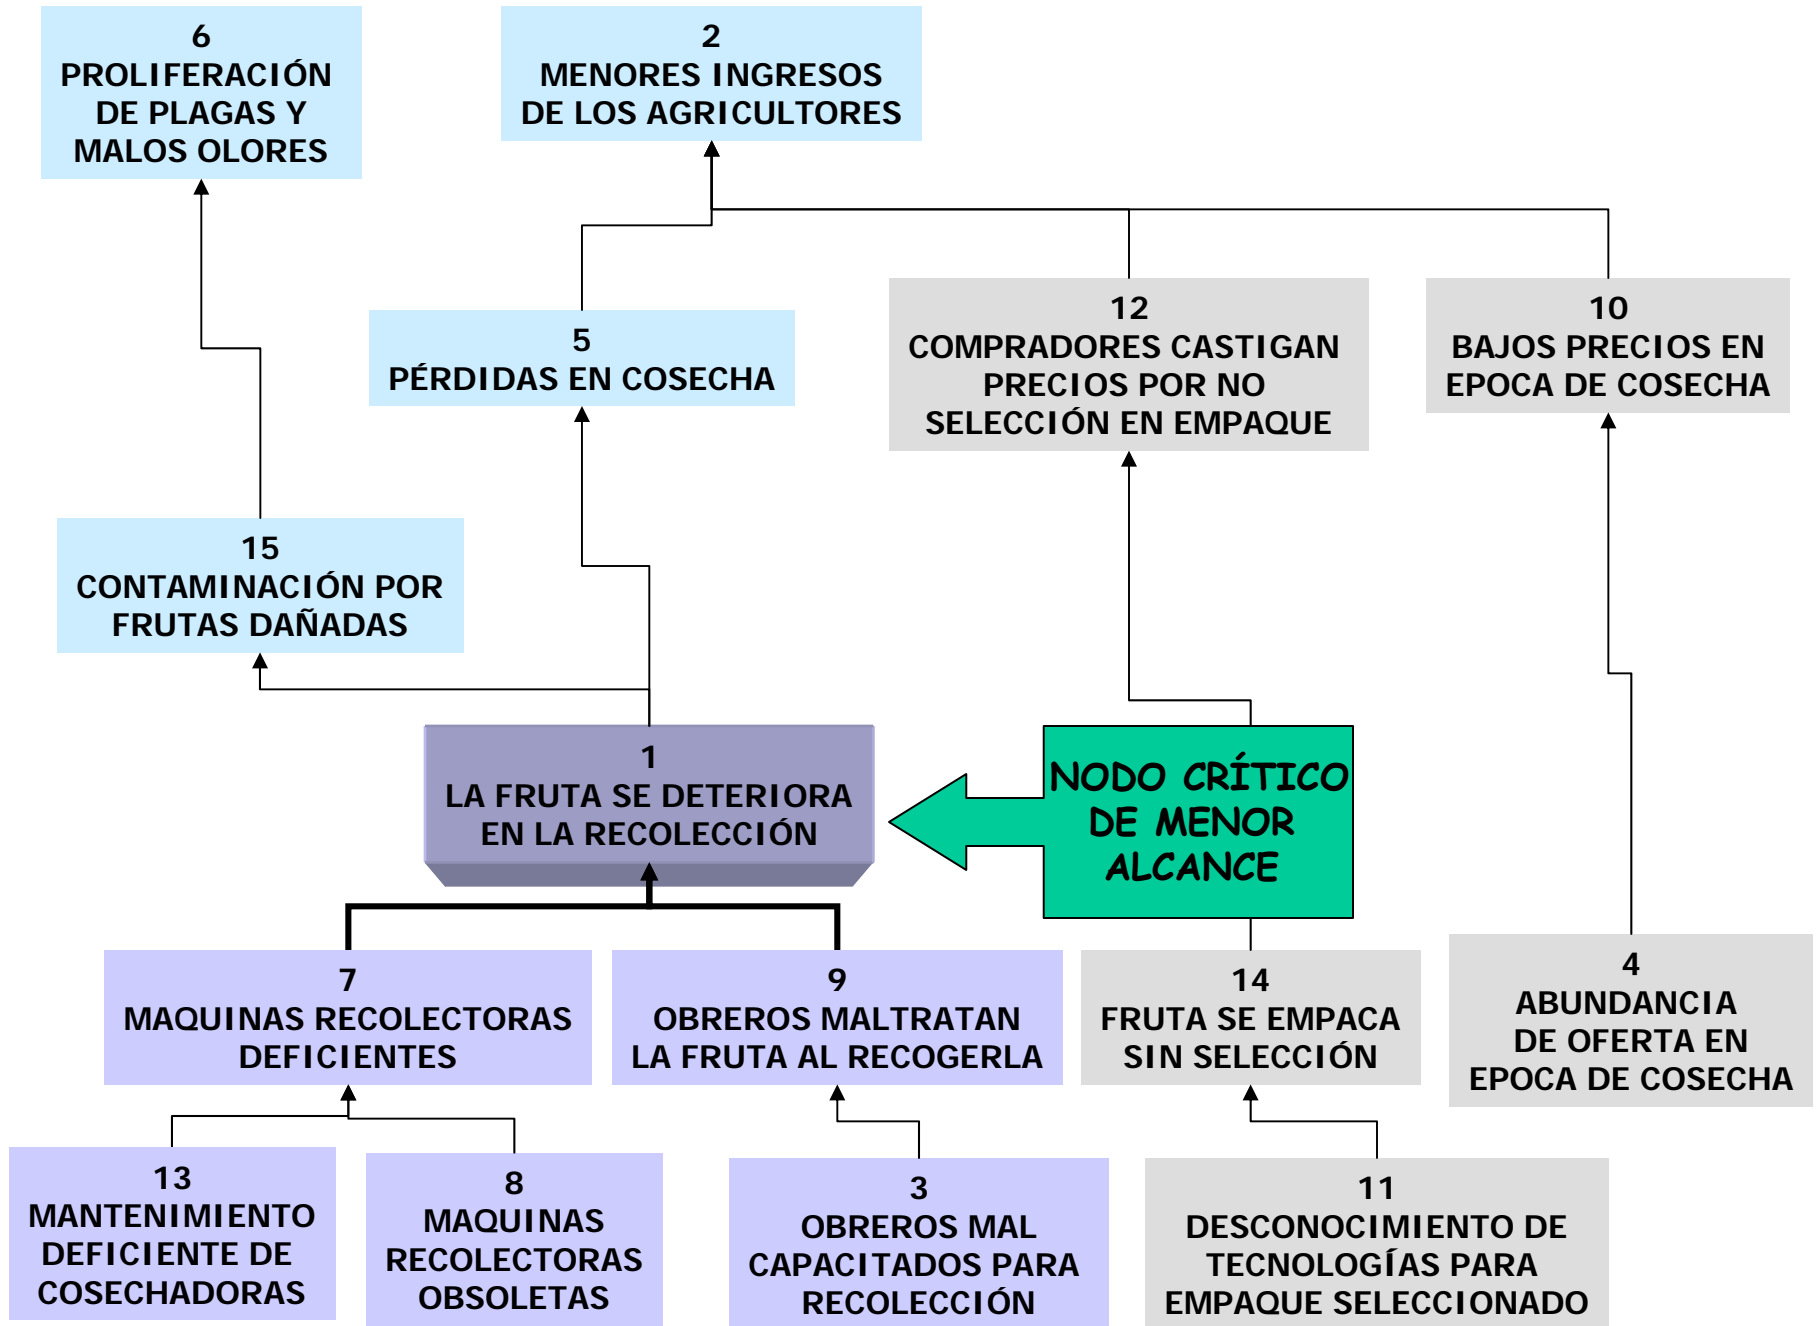 6
PROLIFERACIÓN
DE PLAGAS Y
MALOS OLORES
2
MENORES INGRESOS
DE LOS AGRICULTORES
5
PÉRDIDAS EN COSECHA
12
COMPRADORES CASTIGAN
PRECIOS POR NO
SELECCIÓN EN EMPAQUE
10
BAJOS PRECIOS EN
EPOCA DE COSECHA
15
CONTAMINACIÓN POR
FRUTAS DAÑADAS
1
LA FRUTA SE DETERIORA
EN LA RECOLECCIÓN
NODO CRÍTICO
DE MENOR
ALCANCE
7
MAQUINAS RECOLECTORAS
DEFICIENTES
9
OBREROS MALTRATAN
LA FRUTA AL RECOGERLA
14
FRUTA SE EMPACA
SIN SELECCIÓN
4
ABUNDANCIA
DE OFERTA EN
EPOCA DE COSECHA
13
MANTENIMIENTO
DEFICIENTE DE
COSECHADORAS
8
MAQUINAS
RECOLECTORAS
OBSOLETAS
3
OBREROS MAL
CAPACITADOS PARA
RECOLECCIÓN
11
DESCONOCIMIENTO DE
TECNOLOGÍAS PARA
EMPAQUE SELECCIONADO